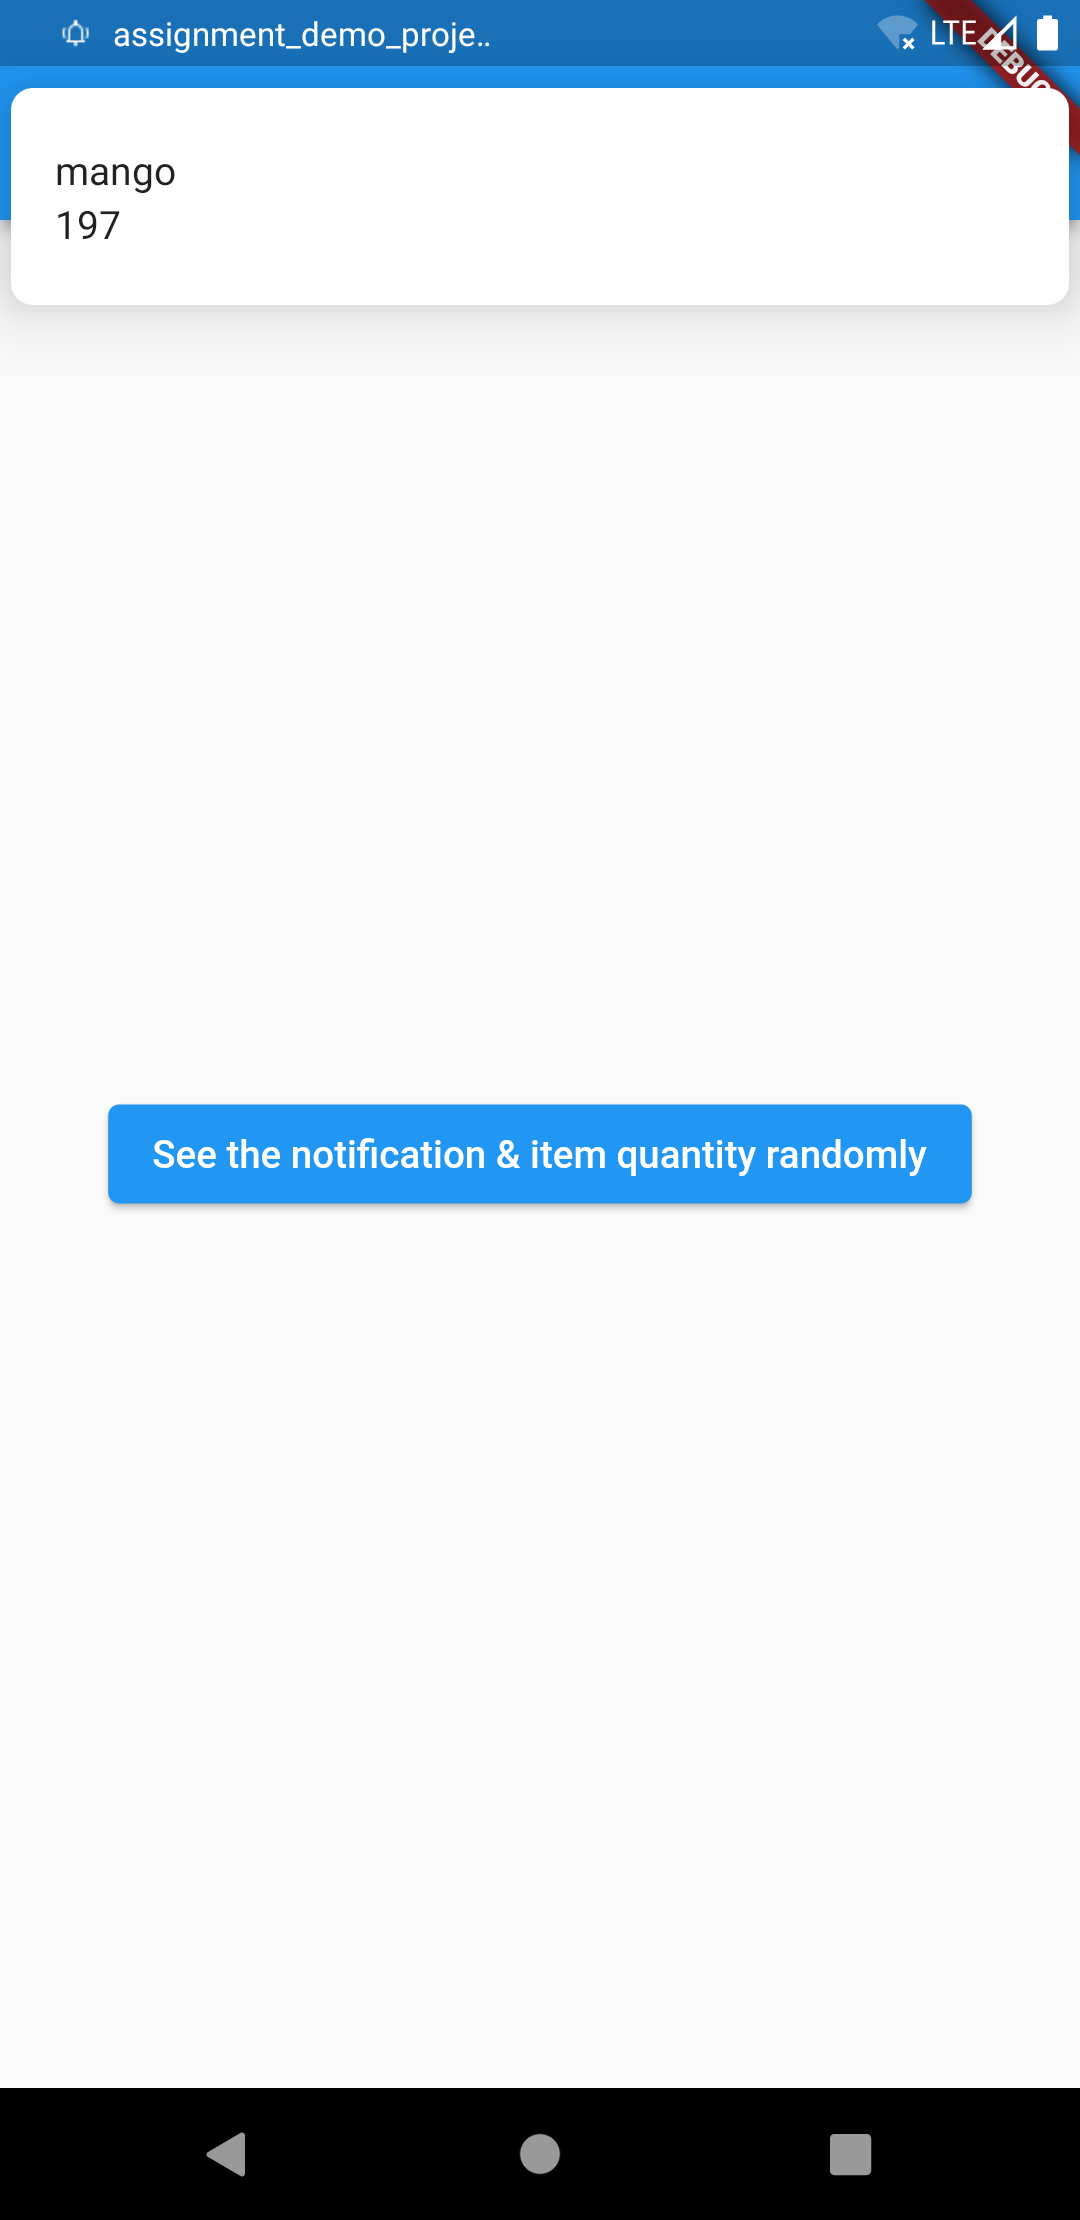 assignment_demo_proje..
LTE
DEBUG
mango
197
See the notification & item quantity randomly